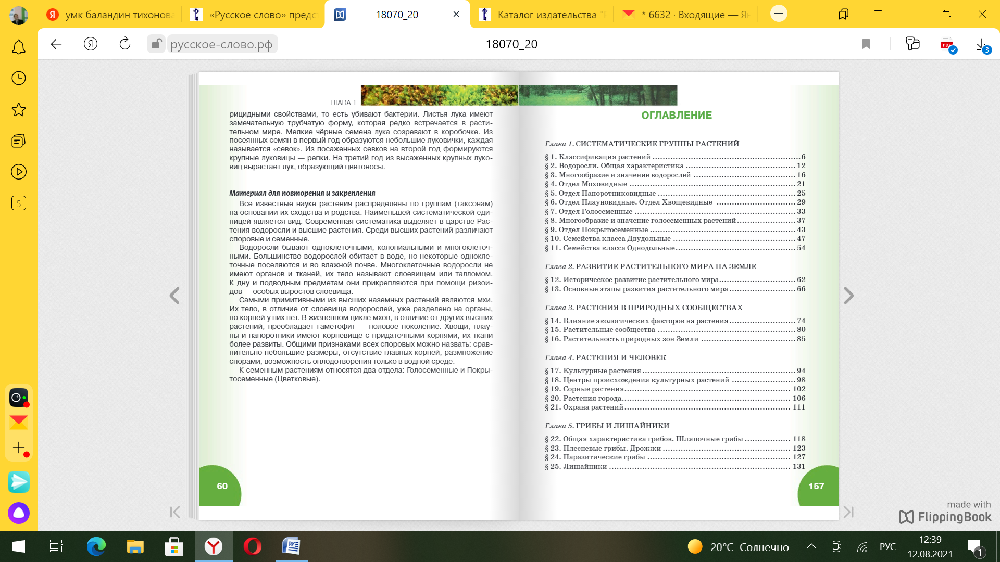 умк баландин тихонова
«Русское слово» предс
18070_20
Каталог издательства "
* 6632 · Входящие — Ян
русское-слово.рф
18070_20
3
5
ГЛАВА 1
рицидными свойствами, то есть убивают бактерии. Листья лука имеют
замечательную трубчатую форму, которая редко встречается в расти-
тельном мире. Мелкие чёрные семена лука созревают в коробочке. Из
посеянных семян в первый год образуются небольшие луковички, каждая
называется «севок». Из посаженных севков на второй год формируются
крупные луковицы — репки. На третий год из высаженных крупных луко-
виц вырастает лук, образующий цветоносы.
Материал для повторения и закрепления
Все известные науке растения распределены по группам (таксонам)
на основании их сходства и родства. Наименьшей систематической еди-
ницей является вид. Современная систематика выделяет в царстве Рас-
тения водоросли и высшие растения. Среди высших растений различают
споровые и семенные.
Водоросли бывают одноклеточными, колониальными и многоклеточ-
ными. Большинство водорослей обитает в воде, но некоторые однокле-
точные поселяются и во влажной почве. Многоклеточные водоросли не
имеют органов и тканей, их тело называют слоевищем или талломом.
К дну и подводным предметам они прикрепляются при помощи ризои-
дов — особых выростов слоевища.
Самыми примитивными из высших наземных растений являются мхи.
Их тело, в отличие от слоевища водорослей, уже разделено на органы,
но корней у них нет. В жизненном цикле мхов, в отличие от других высших
растений, преобладает гаметофит — половое поколение. Хвощи, плау-
ны и папоротники имеют корневище с придаточными корнями, их ткани
более развиты. Общими признаками всех споровых можно назвать: срав-
нительно небольшие размеры, отсутствие главных корней, размножение
спорами, возможность оплодотворения только в водной среде.
К семенным растениям относятся два отдела: Голосеменные и Покры-
тосеменные (Цветковые).
60
ОГЛАВЛЕНИЕ
Глава 1. СИСТЕМАТИЧЕСКИЕ ГРУППЫ РАСТЕНИЙ
§ 1. Классификация растений ........ 6
§ 2. Водоросли. Общая характеристика ........ 12
§ 3. Многообразие и значение водорослей ........ 16
§ 4. Отдел Моховидные ........ 21
§ 5. Отдел Папоротниковидные ........ 25
§ 6. Отдел Плауновидные. Отдел Хвощевидные ........ 29
§ 7. Отдел Голосеменные ........ 33
§ 8. Многообразие и значение голосеменных растений ........ 37
§ 9. Отдел Покрытосеменные ........ 43
§ 10. Семейства класса Двудольные ........ 47
§ 11. Семейства класса Однодольные ........ 54
Глава 2. РАЗВИТИЕ РАСТИТЕЛЬНОГО МИРА НА ЗЕМЛЕ
§ 12. Историческое развитие растительного мира ........ 62
§ 13. Основные этапы развития растительного мира ........ 66
Глава 3. РАСТЕНИЯ В ПРИРОДНЫХ СООБЩЕСТВАХ
§ 14. Влияние экологических факторов на растения ........ 74
§ 15. Растительные сообщества ........ 80
§ 16. Растительность природных зон Земли ........ 85
Глава 4. РАСТЕНИЯ И ЧЕЛОВЕК
§ 17. Культурные растения ........ 94
§ 18. Центры происхождения культурных растений ........ 98
§ 19. Сорные растения ........ 102
§ 20. Растения города ........ 106
§ 21. Охрана растений ........ 111
Глава 5. ГРИБЫ И ЛИШАЙНИКИ
§ 22. Общая характеристика грибов. Шляпочные грибы ........ 118
§ 23. Плесневые грибы. Дрожжи ........ 123
§ 24. Паразитические грибы ........ 127
§ 25. Лишайники ........ 131
157
made with
FlippingBook
20°C Солнечно
РУС
12:39
12.08.2021
1